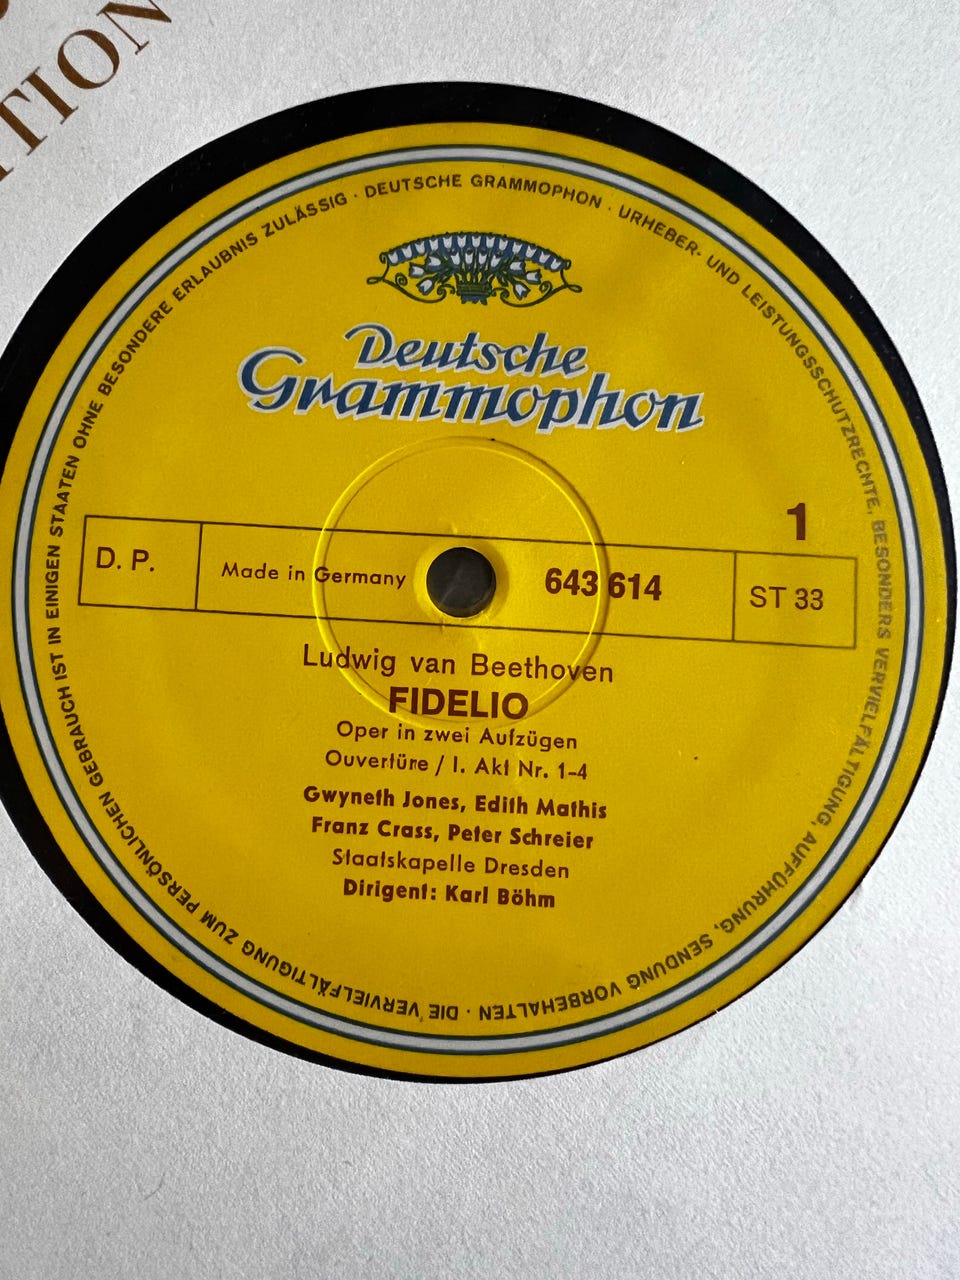 ITION
DEUTSCHE GRAMMOPHON · URHEBER- UND LEISTUNGSSCHUTZRECHTE, BESONDERS VERVIELFÄLTIGUNG, AUFFÜHRUNG, SENDUNG VORBEHALTEN · DIE VERVIELFÄLTIGUNG ZUM PERSÖNLICHEN GEBRAUCH IST IN EINIGEN STAATEN OHNE BESONDERE ERLAUBNIS ZULÄSSIG ·
Deutsche
Grammophon
1
D. P. Made in Germany 643 614 ST 33
Ludwig van Beethoven
FIDELIO
Oper in zwei Aufzügen
Ouvertüre / I. Akt Nr. 1-4
Gwyneth Jones, Edith Mathis
Franz Crass, Peter Schreier
Staatskapelle Dresden
Dirigent: Karl Böhm